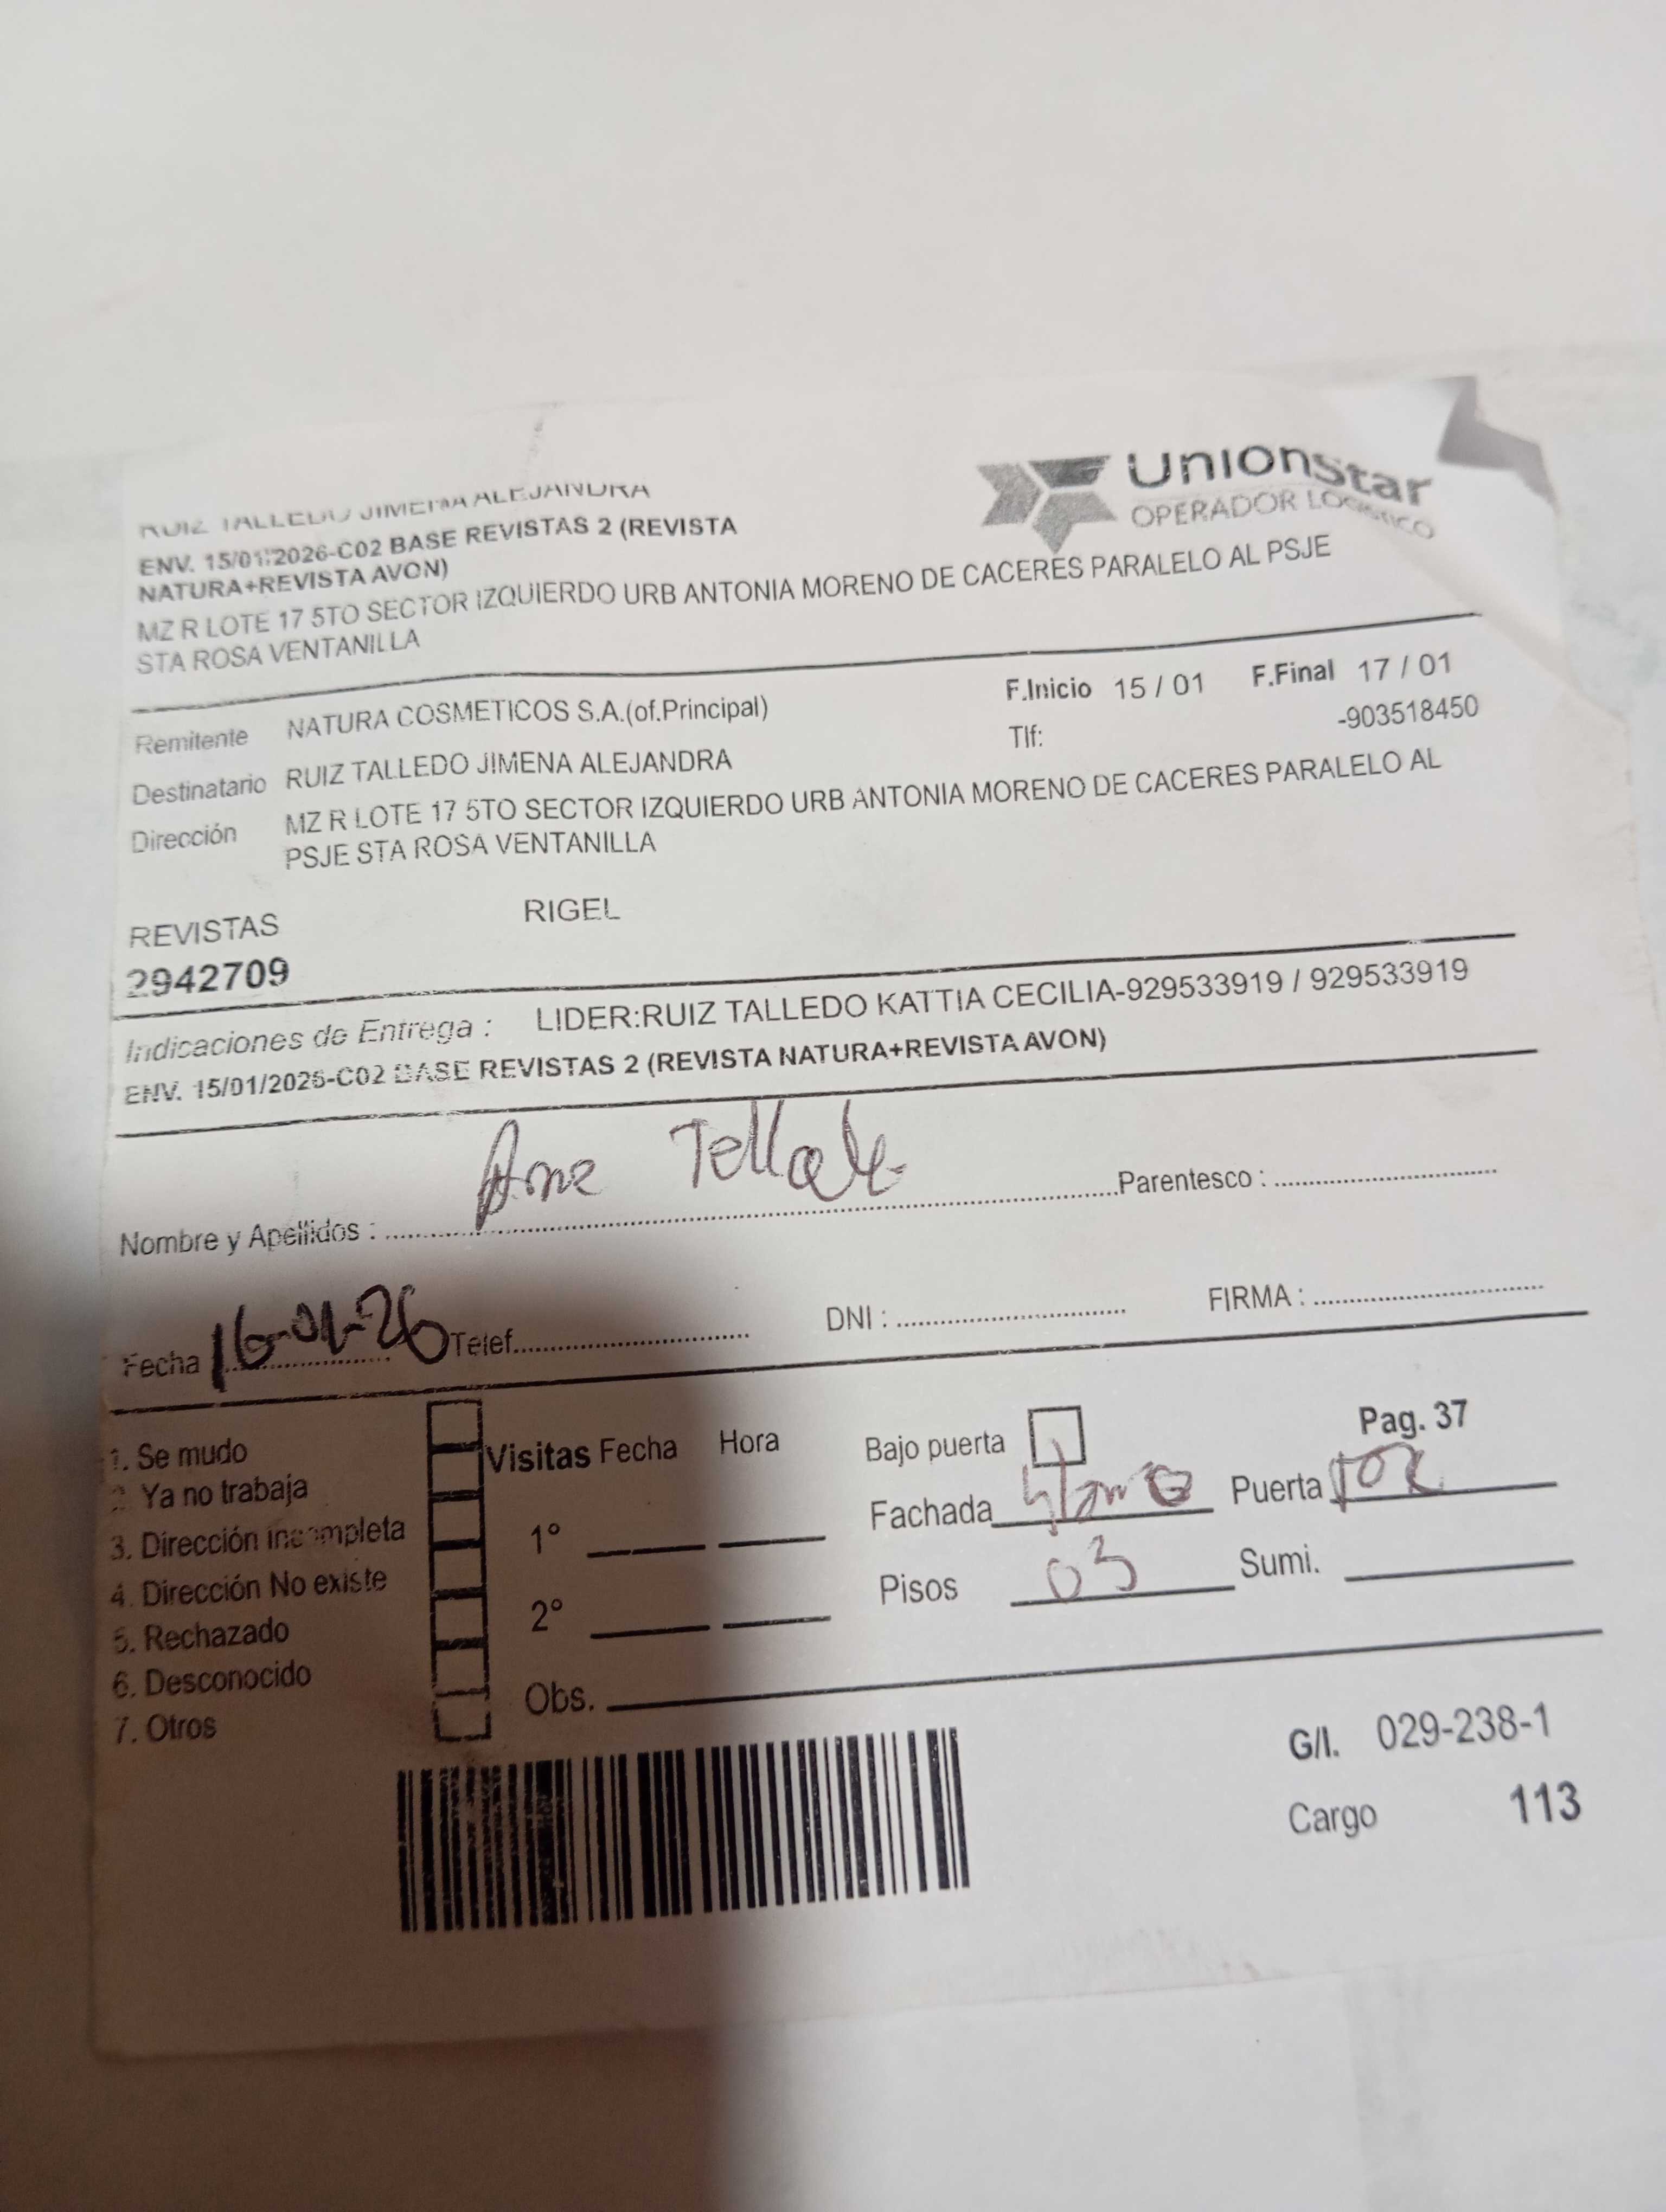 RUIZ TALLEDO JIMENA ALEJANDRA
ENV. 15/01/2026-C02 BASE REVISTAS 2 (REVISTA
NATURA+REVISTA AVON)
MZ R LOTE 17 5TO SECTOR IZQUIERDO URB ANTONIA MORENO DE CACERES PARALELO AL PSJE
STA ROSA VENTANILLA
UnionStar
OPERADOR LOGISTICO
Remitente NATURA COSMETICOS S.A.(of.Principal) F.Inicio 15 / 01 F.Final 17 / 01
Destinatario RUIZ TALLEDO JIMENA ALEJANDRA Tlf: -903518450
Dirección MZ R LOTE 17 5TO SECTOR IZQUIERDO URB ANTONIA MORENO DE CACERES PARALELO AL
PSJE STA ROSA VENTANILLA
REVISTAS RIGEL
2942709
Indicaciones de Entrega : LIDER:RUIZ TALLEDO KATTIA CECILIA-929533919 / 929533919
ENV. 15/01/2026-C02 BASE REVISTAS 2 (REVISTA NATURA+REVISTA AVON)
Nombre y Apellidos : Parentesco :
Fecha 16-01-26 Telef. DNI : FIRMA :
1. Se mudo
2. Ya no trabaja
3. Dirección incompleta
4. Dirección No existe
5. Rechazado
6. Desconocido
7. Otros
Visitas Fecha Hora
1°
2°
Obs.
Bajo puerta Pag. 37
Fachada Puerta
Pisos 03 Sumi.
G/I. 029-238-1
Cargo 113